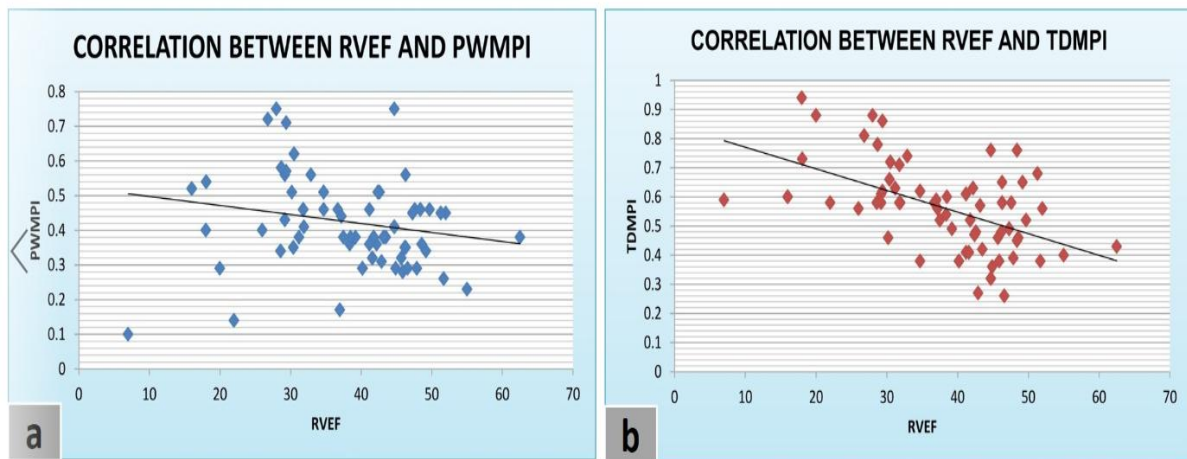 CORRELATION BETWEEN RVEF AND PWMPI
PWMPI
0.8
0.7
0.6
0.5
0.4
0.3
0.2
0.1
0
0 10 20 30 40 50 60 70
RVEF
a
CORRELATION BETWEEN RVEF AND TDMPI
TDMPI
1
0.9
0.8
0.7
0.6
0.5
0.4
0.3
0.2
0.1
0
0 10 20 30 40 50 60 70
RVEF
b